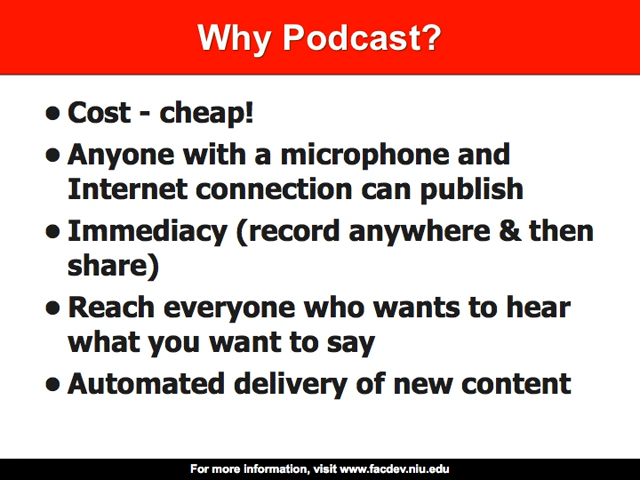 Why Podcast?
• Cost - cheap!
• Anyone with a microphone and
Internet connection can publish
• Immediacy (record anywhere & then
share)
• Reach everyone who wants to hear
what you want to say
• Automated delivery of new content
For more information, visit www.facdev.niu.edu